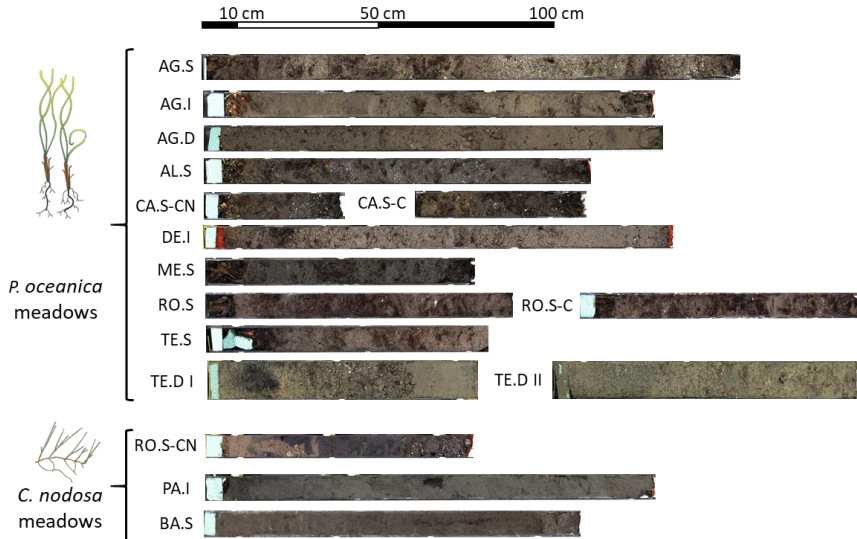 10 cm 50 cm 100 cm
AG.S
AG.I
AG.D
AL.S
CA.S-CN CA.S-C
DE.I
ME.S
P. oceanica
meadows
RO.S RO.S-C
TE.S
TE.D I TE.D II
RO.S-CN
C. nodosa
meadows
PA.I
BA.S